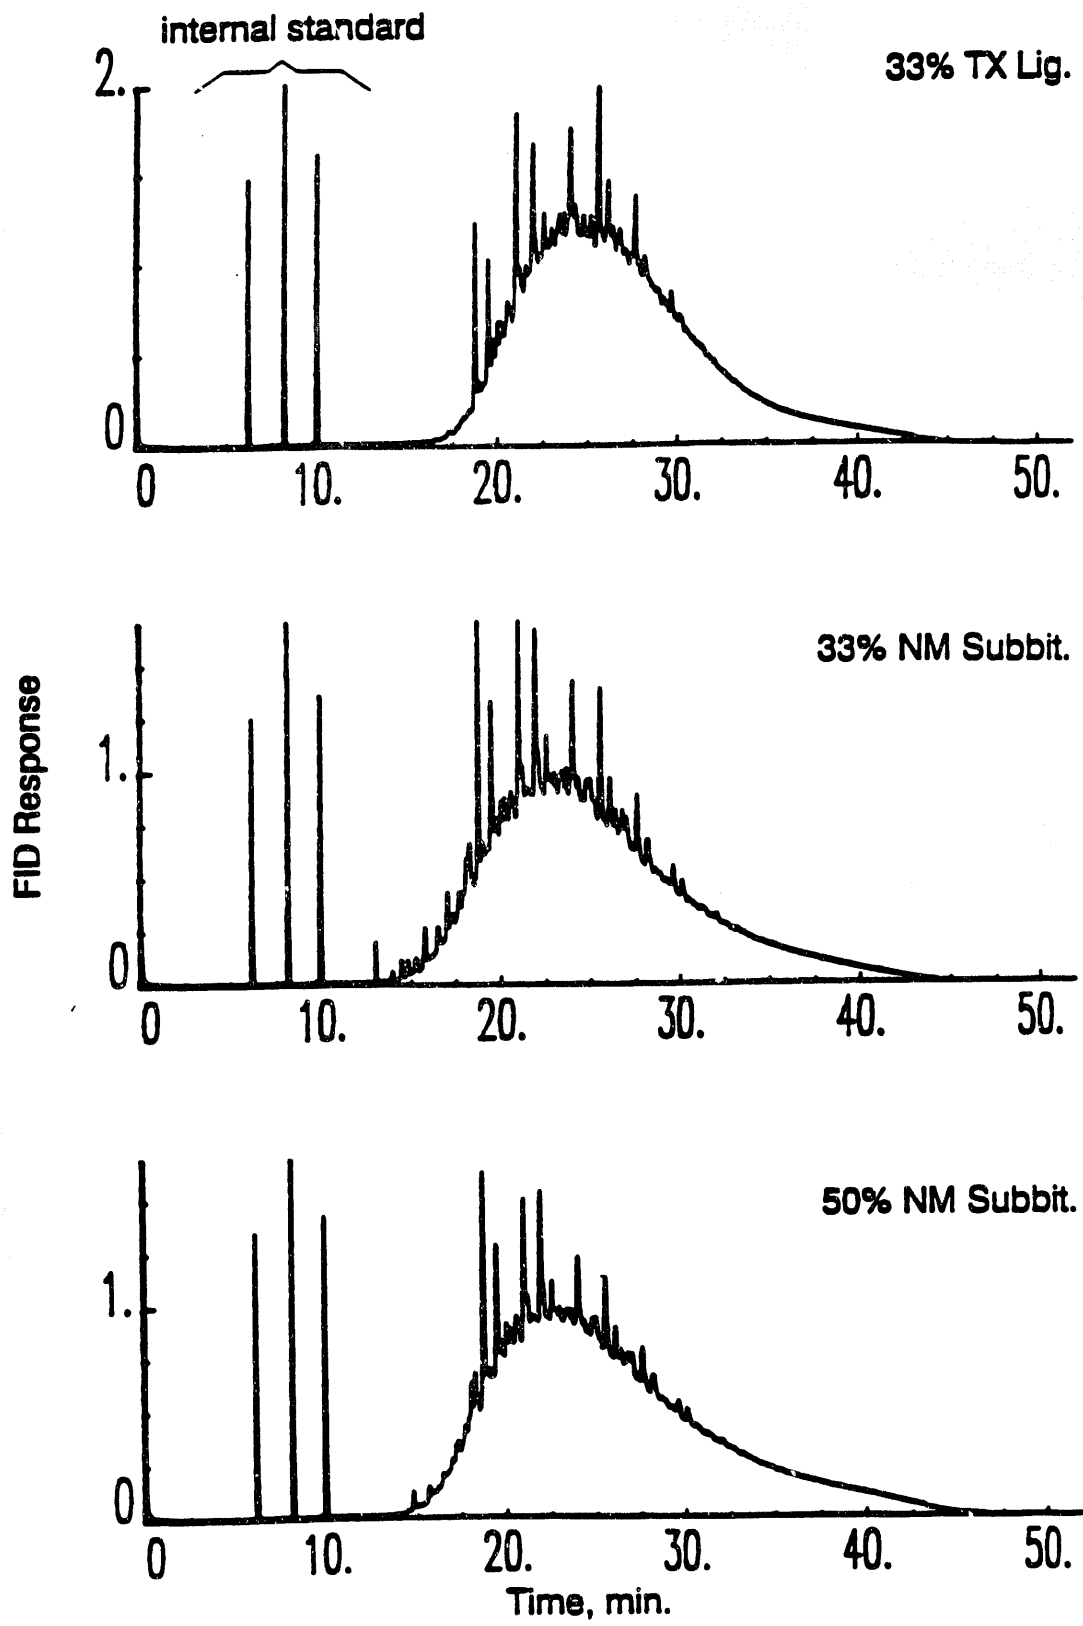 internal standard
33% TX Lig.
2.
0
0 10. 20. 30. 40. 50.
33% NM Subbit.
FID Response
1.
0
0 10. 20. 30. 40. 50.
50% NM Subbit.
1.
0
0 10. 20. 30. 40. 50.
Time, min.